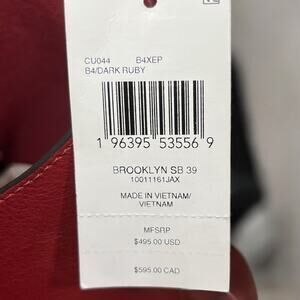 CU044 B4XEP
B4/DARK RUBY
1 96395 53556 9
BROOKLYN SB 39
10011161JAX
MADE IN VIETNAM/
VIETNAM
MFSRP
$495.00 USD
$595.00 CAD